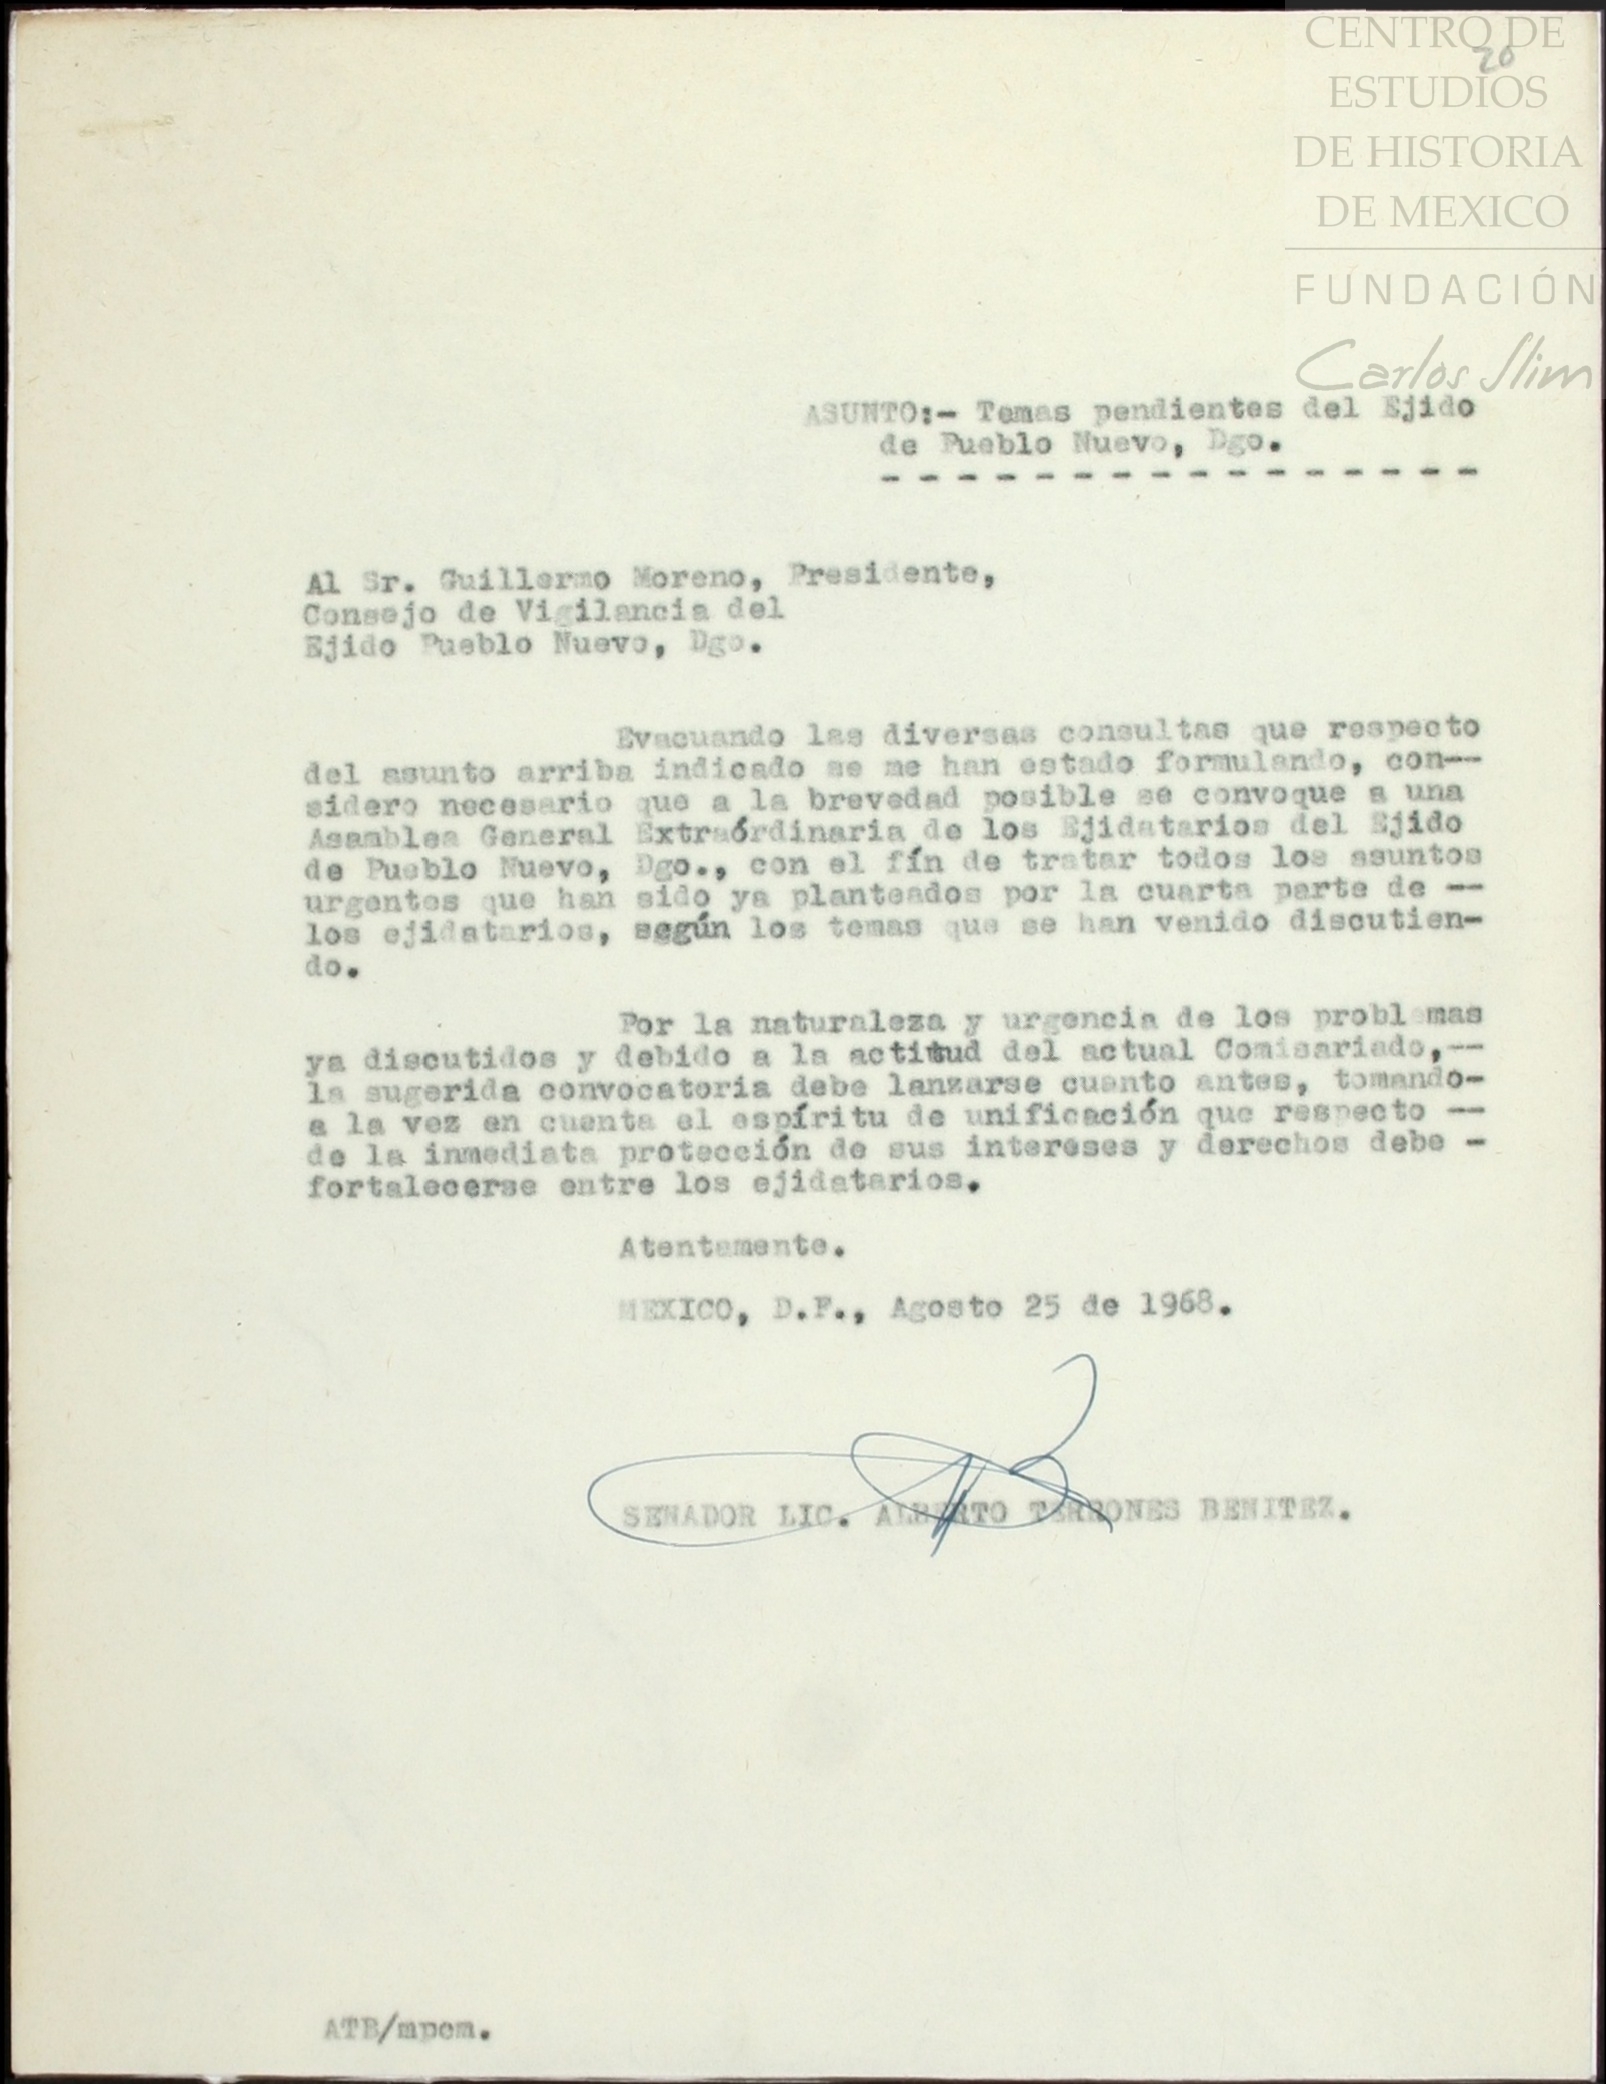 CENTRO DE
20
ESTUDIOS
DE HISTORIA
DE MEXICO
FUNDACIÓN
Carlos Slim
ASUNTO:- Temas pendientes del Ejido
de Pueblo Nuevo, Dgo.
- - - - - - - - - - - - - - - -
Al Sr. Guillermo Moreno, Presidente,
Consejo de Vigilancia del
Ejido Pueblo Nuevo, Dgo.
Evacuando las diversas consultas que respecto
del asunto arriba indicado se me han estado formulando, con--
sidero necesario que a la brevedad posible se convoque a una
Asamblea General Extraórdinaria de los Ejidatarios del Ejido
de Pueblo Nuevo, Dgo., con el fín de tratar todos los asuntos
urgentes que han sido ya planteados por la cuarta parte de --
los ejidatarios, según los temas que se han venido discutien-
do.
Por la naturaleza y urgencia de los problemas
ya discutidos y debido a la actitud del actual Comisariado,--
la sugerida convocatoria debe lanzarse cuanto antes, tomando-
a la vez en cuenta el espíritu de unificación que respecto --
de la inmediata protección de sus intereses y derechos debe -
fortalecerse entre los ejidatarios.
Atentamente.
MEXICO, D.F., Agosto 25 de 1968.
SENADOR LIC. ALBERTO TERRONES BENITEZ.
ATB/mpcm.